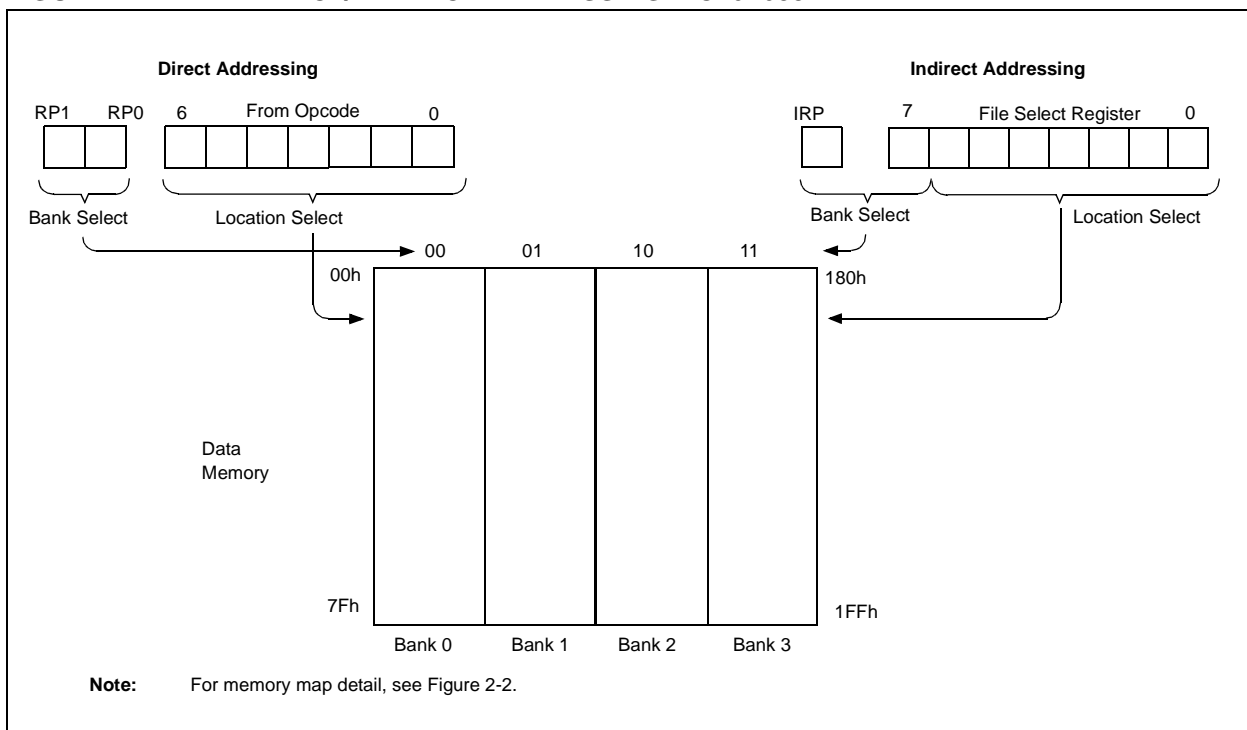 Direct Addressing
Indirect Addressing
RP1 RP0 6 From Opcode 0
IRP 7 File Select Register 0
Bank Select Location Select
Bank Select Location Select
00 01 10 11
00h 180h
Data
Memory
7Fh 1FFh
Bank 0 Bank 1 Bank 2 Bank 3
Note: For memory map detail, see Figure 2-2.